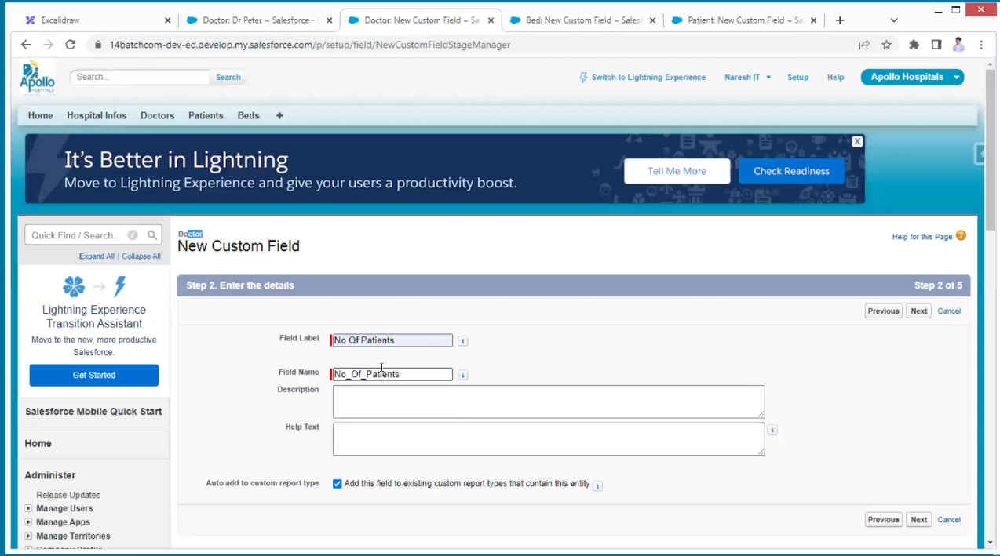 Excalidraw
Doctor: Dr Peter ~ Salesforce -
Doctor: New Custom Field ~ Sa
Bed: New Custom Field ~ Sales
Patient: New Custom Field ~ Sa
14batchcom-dev-ed.develop.my.salesforce.com/p/setup/field/NewCustomFieldStageManager
Apollo
HOSPITALS
Search...
Search
Switch to Lightning Experience
Naresh IT
Setup
Help
Apollo Hospitals
Home
Hospital Infos
Doctors
Patients
Beds
It's Better in Lightning
Move to Lightning Experience and give your users a productivity boost.
Tell Me More
Check Readiness
X
Quick Find / Search...
Expand All | Collapse All
Lightning Experience
Transition Assistant
Move to the new, more productive
Salesforce.
Get Started
Salesforce Mobile Quick Start
Home
Administer
Release Updates
Manage Users
Manage Apps
Manage Territories
Company Profile
Doctor
New Custom Field
Help for this Page
Step 2. Enter the details
Step 2 of 5
Previous
Next
Cancel
Field Label
No Of Patients
Field Name
No_Of_Patients
Description
Help Text
Auto add to custom report type
Add this field to existing custom report types that contain this entity
Previous
Next
Cancel